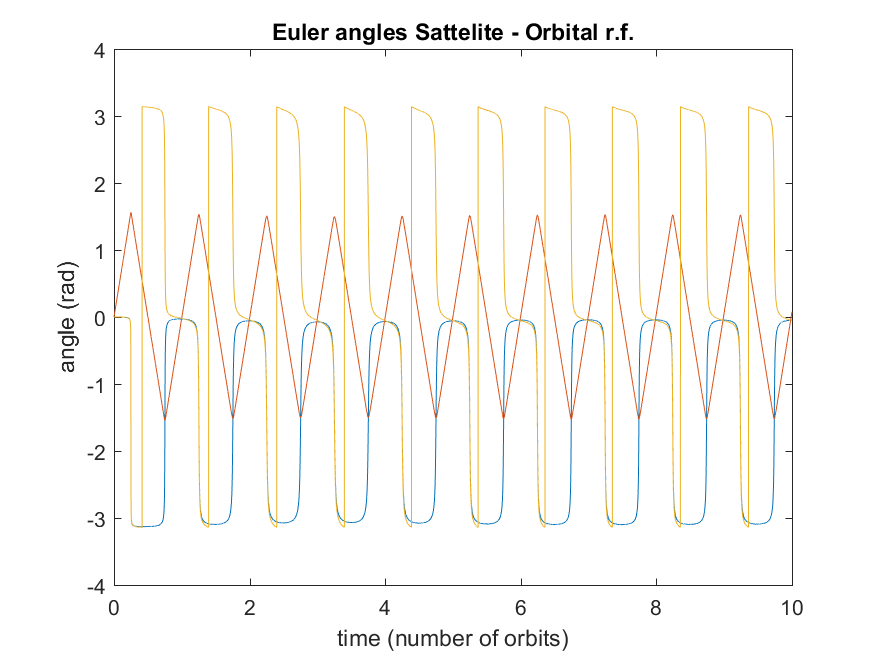 Euler angles Sattelite - Orbital r.f.
4
3
2
1
0
-1
-2
-3
-4
angle (rad)
0 2 4 6 8 10
time (number of orbits)